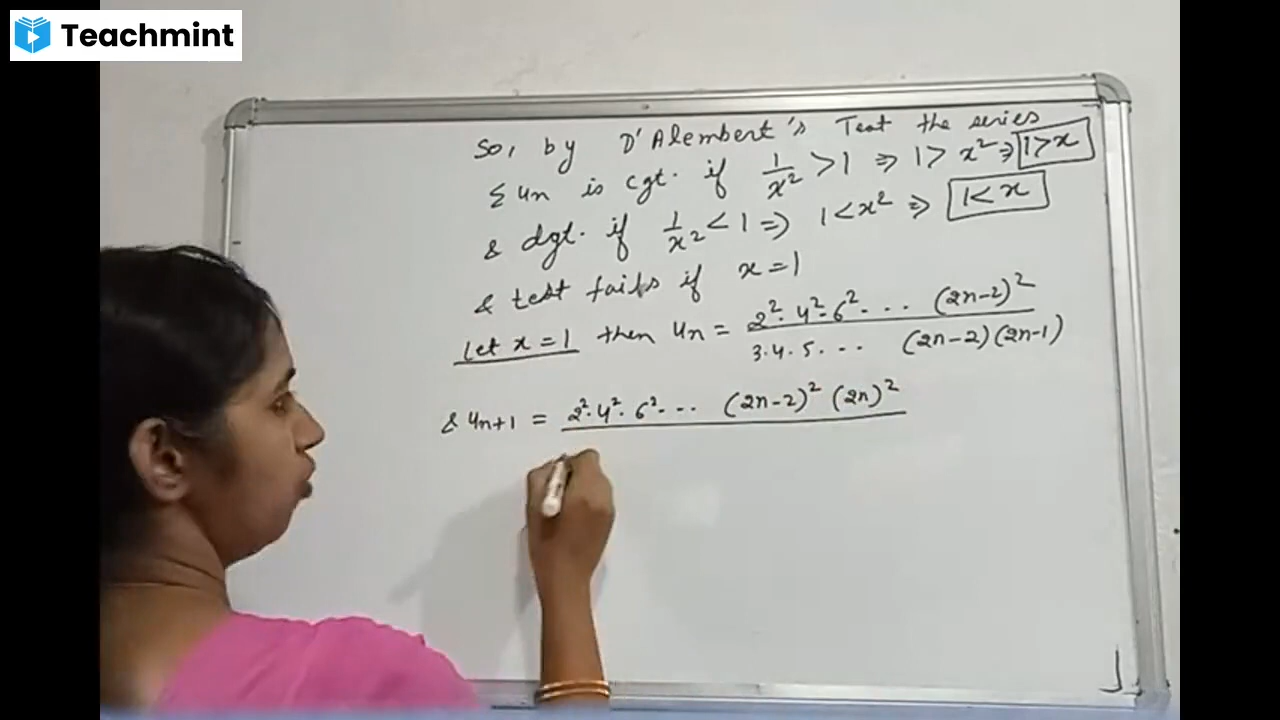 Teachmint
So, by D'Alembert's Test the series
Σ un is cgt. if 1/x² > 1 ⇒ 1 > x² ⇒ 1 > x
& dgt. if 1/x² < 1 ⇒ 1 < x² ⇒ 1 < x
& test fails if x = 1
Let x = 1 then un = 2²·4²·6²· ... (2n-2)² / 3·4·5· ... (2n-2)(2n-1)
& un+1 = 2²·4²·6²· ... (2n-2)² (2n)²